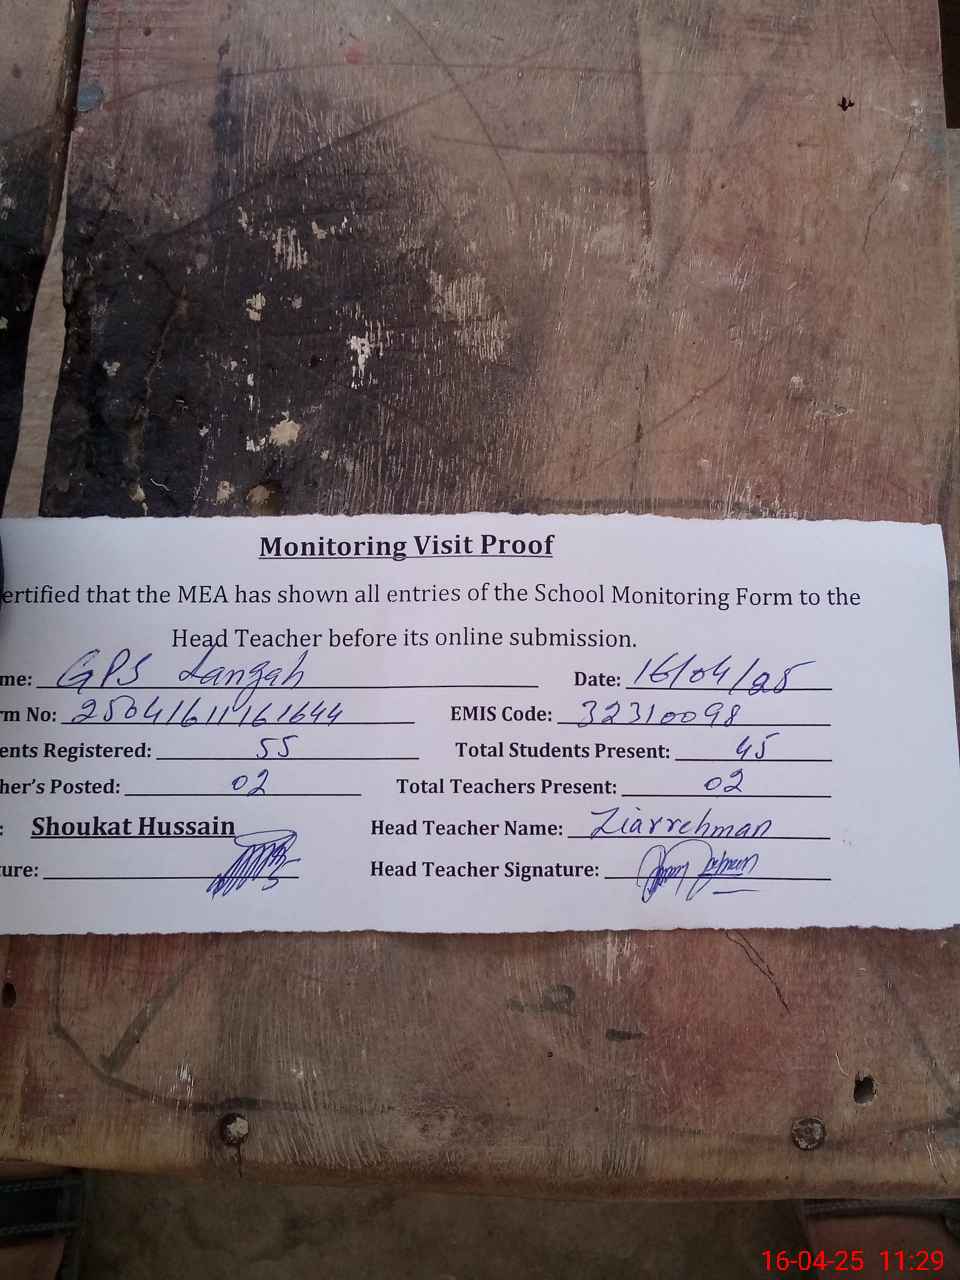 Monitoring Visit Proof
ertified that the MEA has shown all entries of the School Monitoring Form to the
Head Teacher before its online submission.
me: GPS Langah Date: 16/04/25
rm No: 25041611161644 EMIS Code: 32310098
ents Registered: 55 Total Students Present: 45
her's Posted: 02 Total Teachers Present: 02
: Shoukat Hussain Head Teacher Name: Ziarrehman
ure: Head Teacher Signature:
16-04-25 11:29